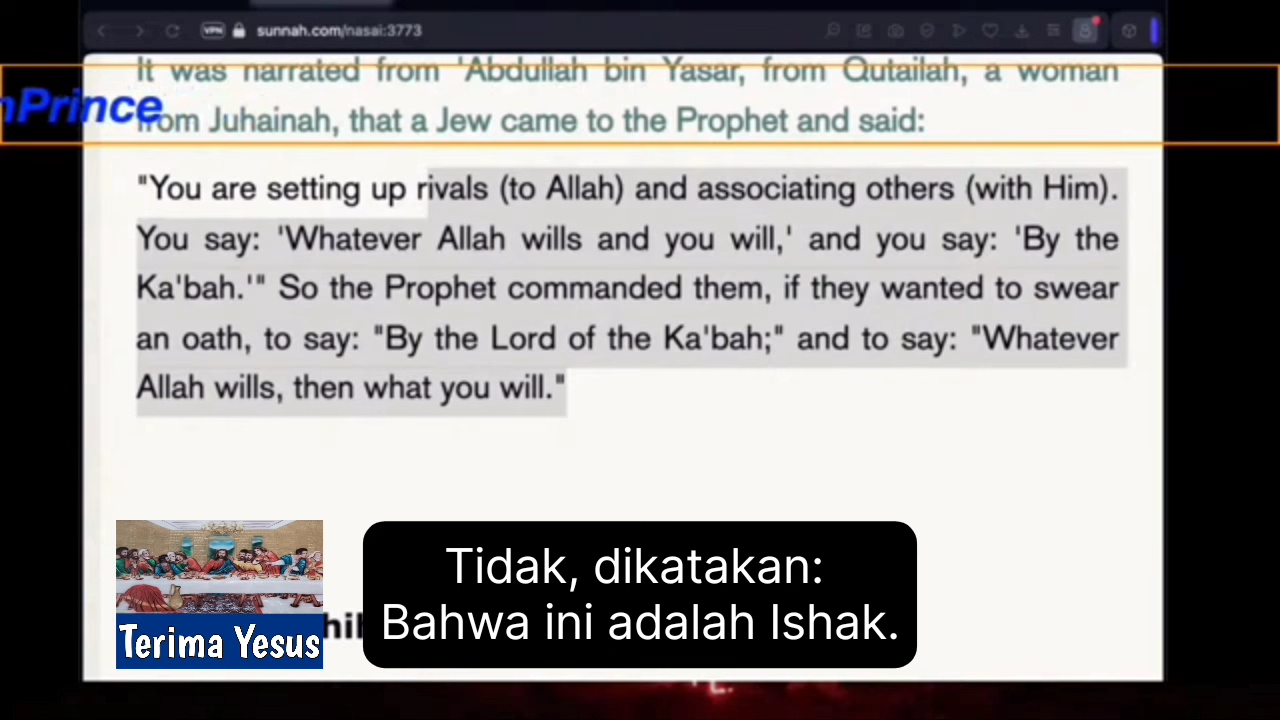 VPN sunnah.com/nasai:3773
It was narrated from 'Abdullah bin Yasar, from Qutailah, a woman
nPrince
from Juhainah, that a Jew came to the Prophet and said:
"You are setting up rivals (to Allah) and associating others (with Him).
You say: 'Whatever Allah wills and you will,' and you say: 'By the
Ka'bah.'" So the Prophet commanded them, if they wanted to swear
an oath, to say: "By the Lord of the Ka'bah;" and to say: "Whatever
Allah wills, then what you will."
Tidak, dikatakan:
Bahwa ini adalah Ishak.
Terima Yesus